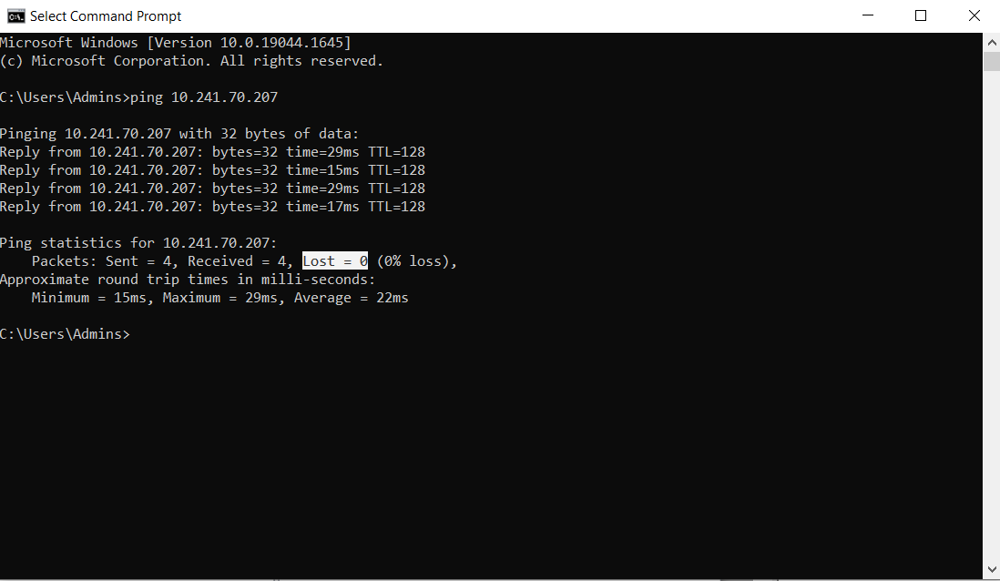 Select Command Prompt
Microsoft Windows [Version 10.0.19044.1645]
(c) Microsoft Corporation. All rights reserved.
C:\Users\Admins>ping 10.241.70.207
Pinging 10.241.70.207 with 32 bytes of data:
Reply from 10.241.70.207: bytes=32 time=29ms TTL=128
Reply from 10.241.70.207: bytes=32 time=15ms TTL=128
Reply from 10.241.70.207: bytes=32 time=29ms TTL=128
Reply from 10.241.70.207: bytes=32 time=17ms TTL=128
Ping statistics for 10.241.70.207:
    Packets: Sent = 4, Received = 4, Lost = 0 (0% loss),
Approximate round trip times in milli-seconds:
    Minimum = 15ms, Maximum = 29ms, Average = 22ms
C:\Users\Admins>